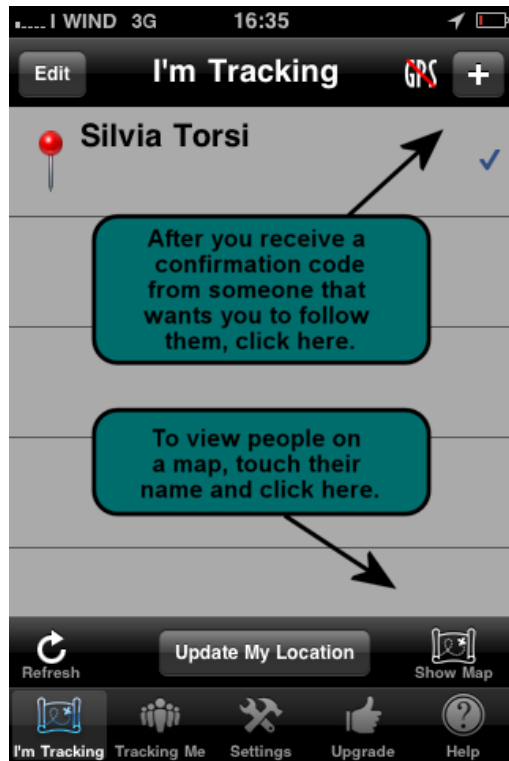 I WIND 3G 16:35
Edit I'm Tracking GPS +
Silvia Torsi
After you receive a
confirmation code
from someone that
wants you to follow
them, click here.
To view people on
a map, touch their
name and click here.
Refresh Update My Location Show Map
I'm Tracking Tracking Me Settings Upgrade Help